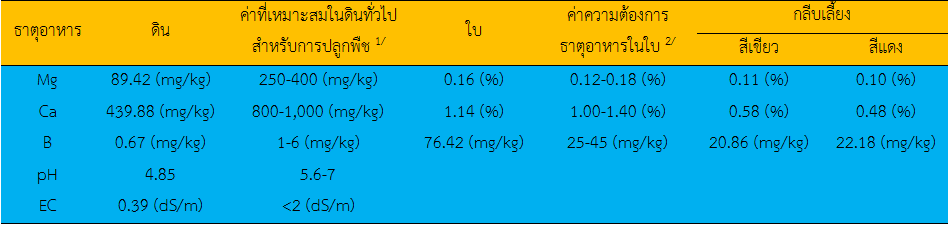 ธาตุอาหาร ดิน ค่าที่เหมาะสมในดินทั่วไปสำหรับการปลูกพืช 1/ ใบ ค่าความต้องการธาตุอาหารในใบ 2/ กลีบเลี้ยง
สีเขียว สีแดง
Mg 89.42 (mg/kg) 250-400 (mg/kg) 0.16 (%) 0.12-0.18 (%) 0.11 (%) 0.10 (%)
Ca 439.88 (mg/kg) 800-1,000 (mg/kg) 1.14 (%) 1.00-1.40 (%) 0.58 (%) 0.48 (%)
B 0.67 (mg/kg) 1-6 (mg/kg) 76.42 (mg/kg) 25-45 (mg/kg) 20.86 (mg/kg) 22.18 (mg/kg)
pH 4.85 5.6-7
EC 0.39 (dS/m) <2 (dS/m)